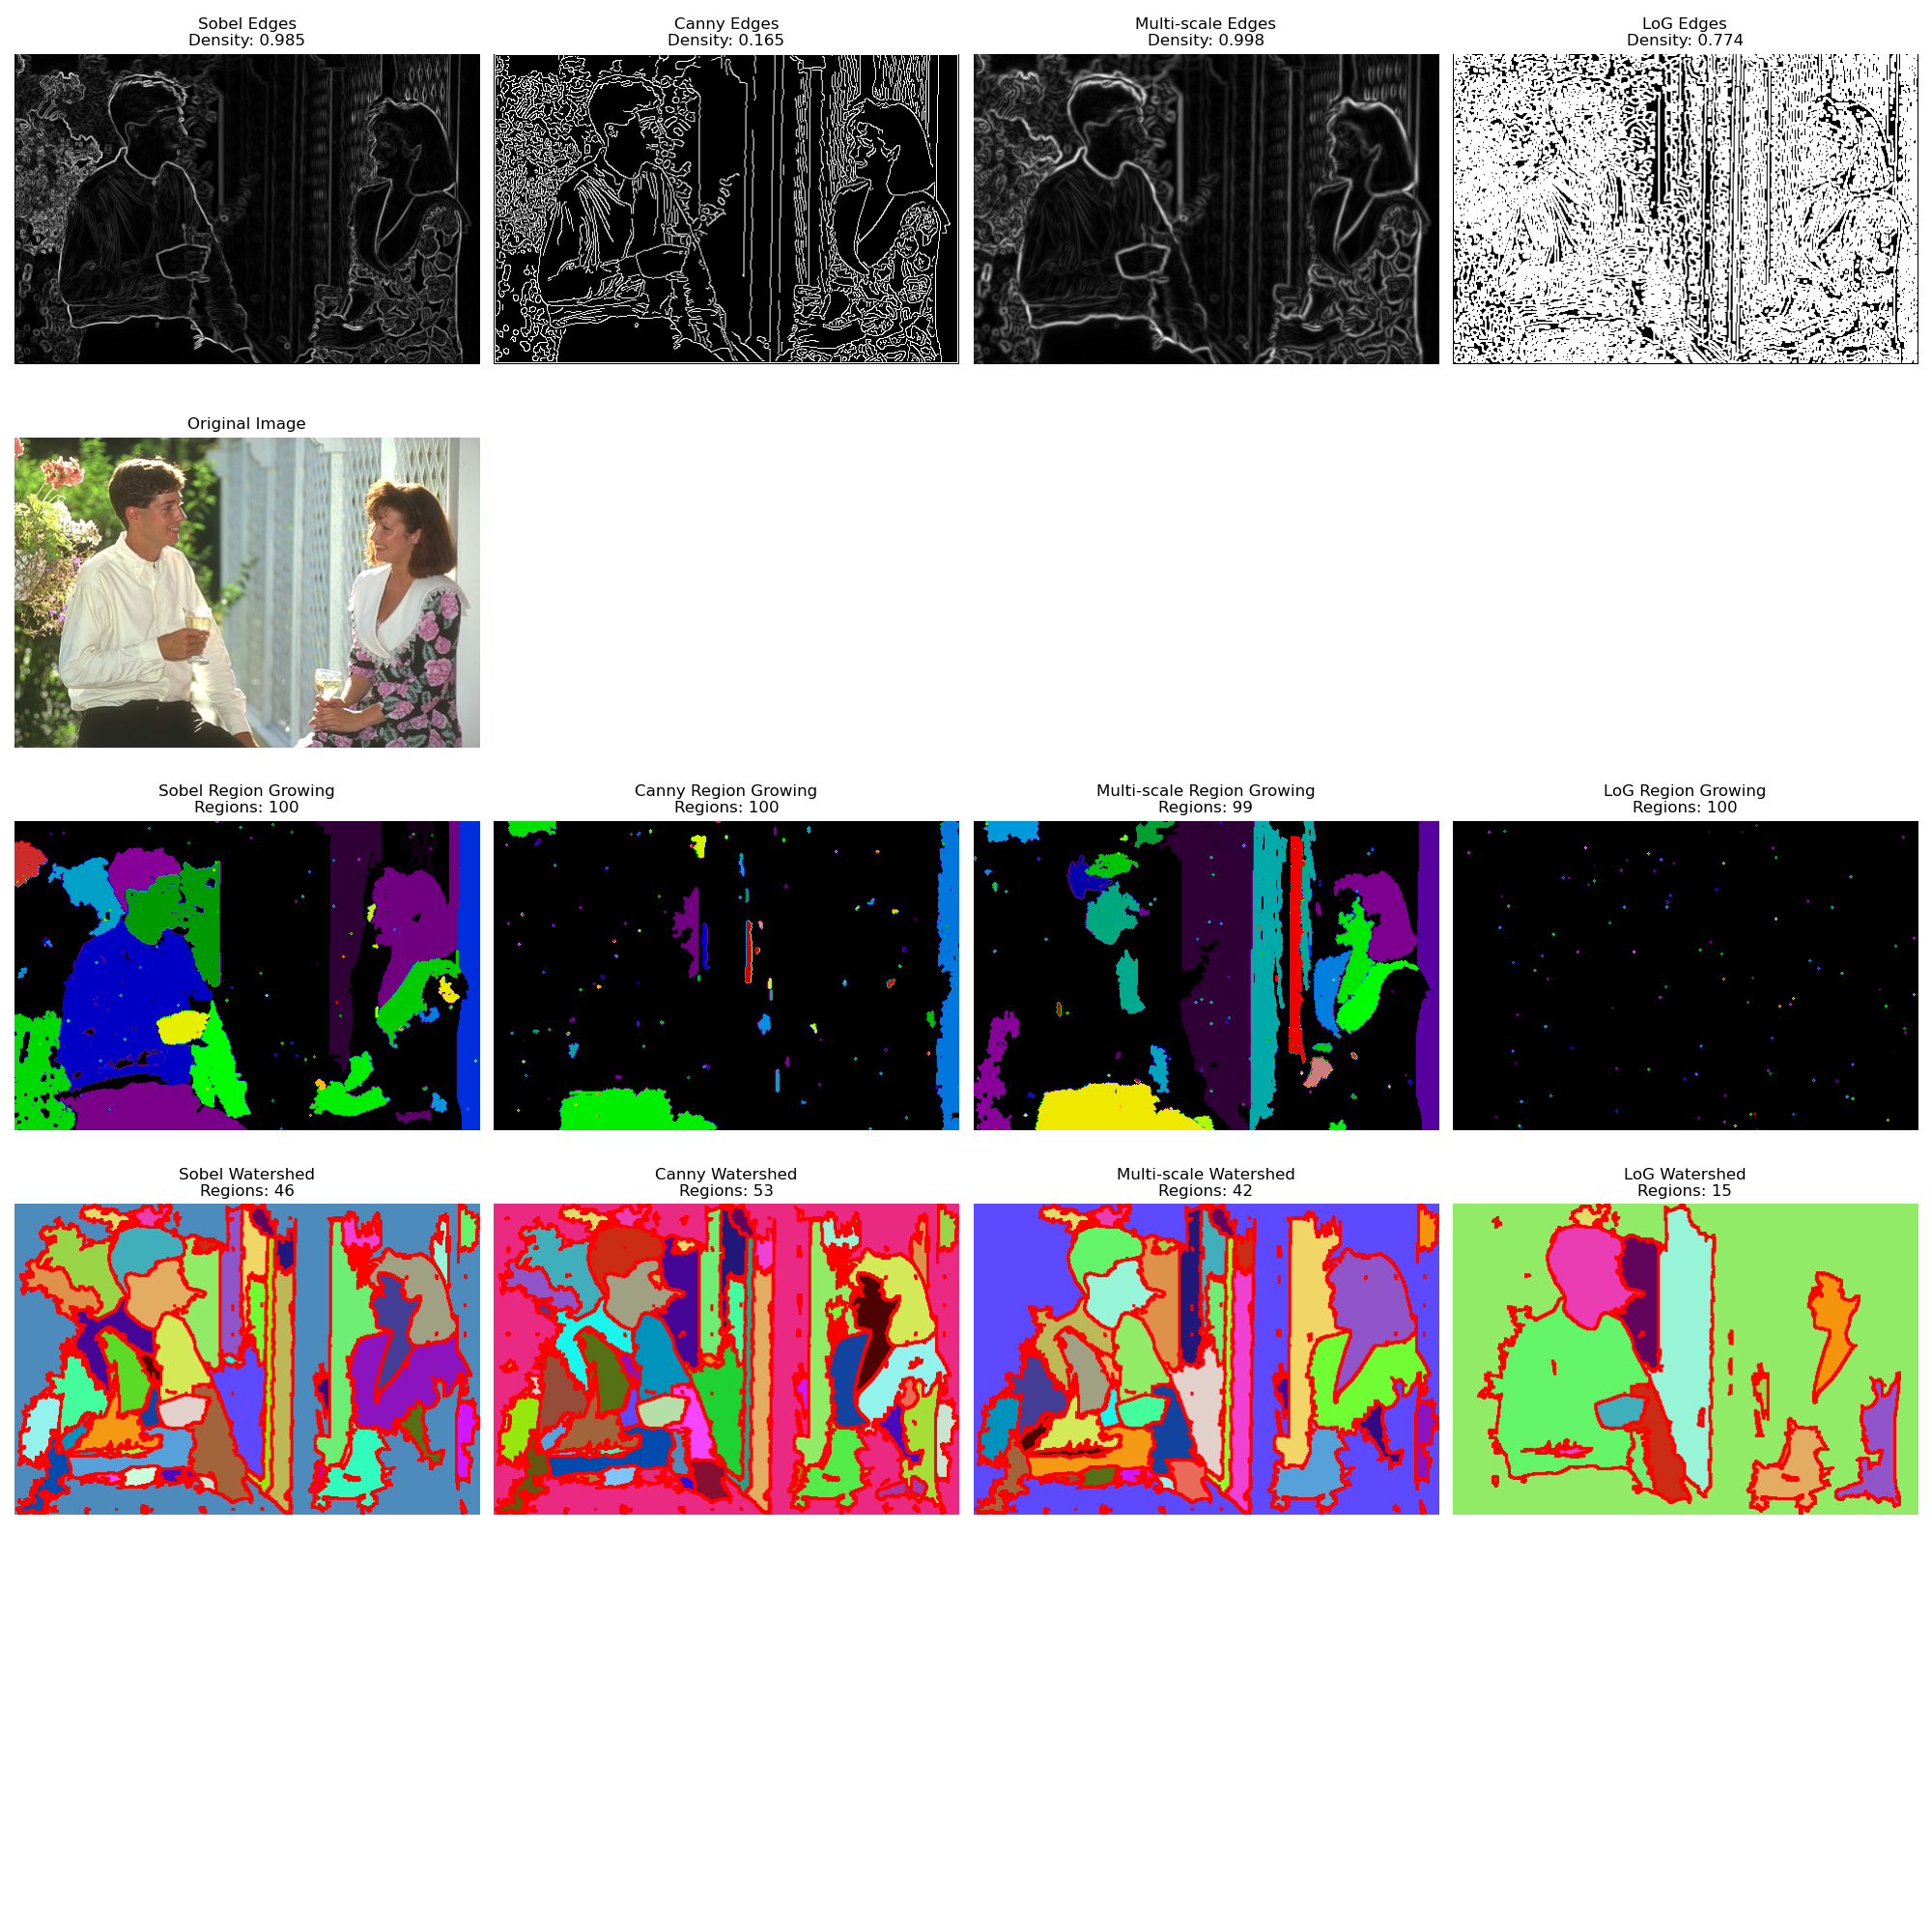 Sobel Edges
Density: 0.985
Canny Edges
Density: 0.165
Multi-scale Edges
Density: 0.998
LoG Edges
Density: 0.774
Original Image
Sobel Region Growing
Regions: 100
Canny Region Growing
Regions: 100
Multi-scale Region Growing
Regions: 99
LoG Region Growing
Regions: 100
Sobel Watershed
Regions: 46
Canny Watershed
Regions: 53
Multi-scale Watershed
Regions: 42
LoG Watershed
Regions: 15